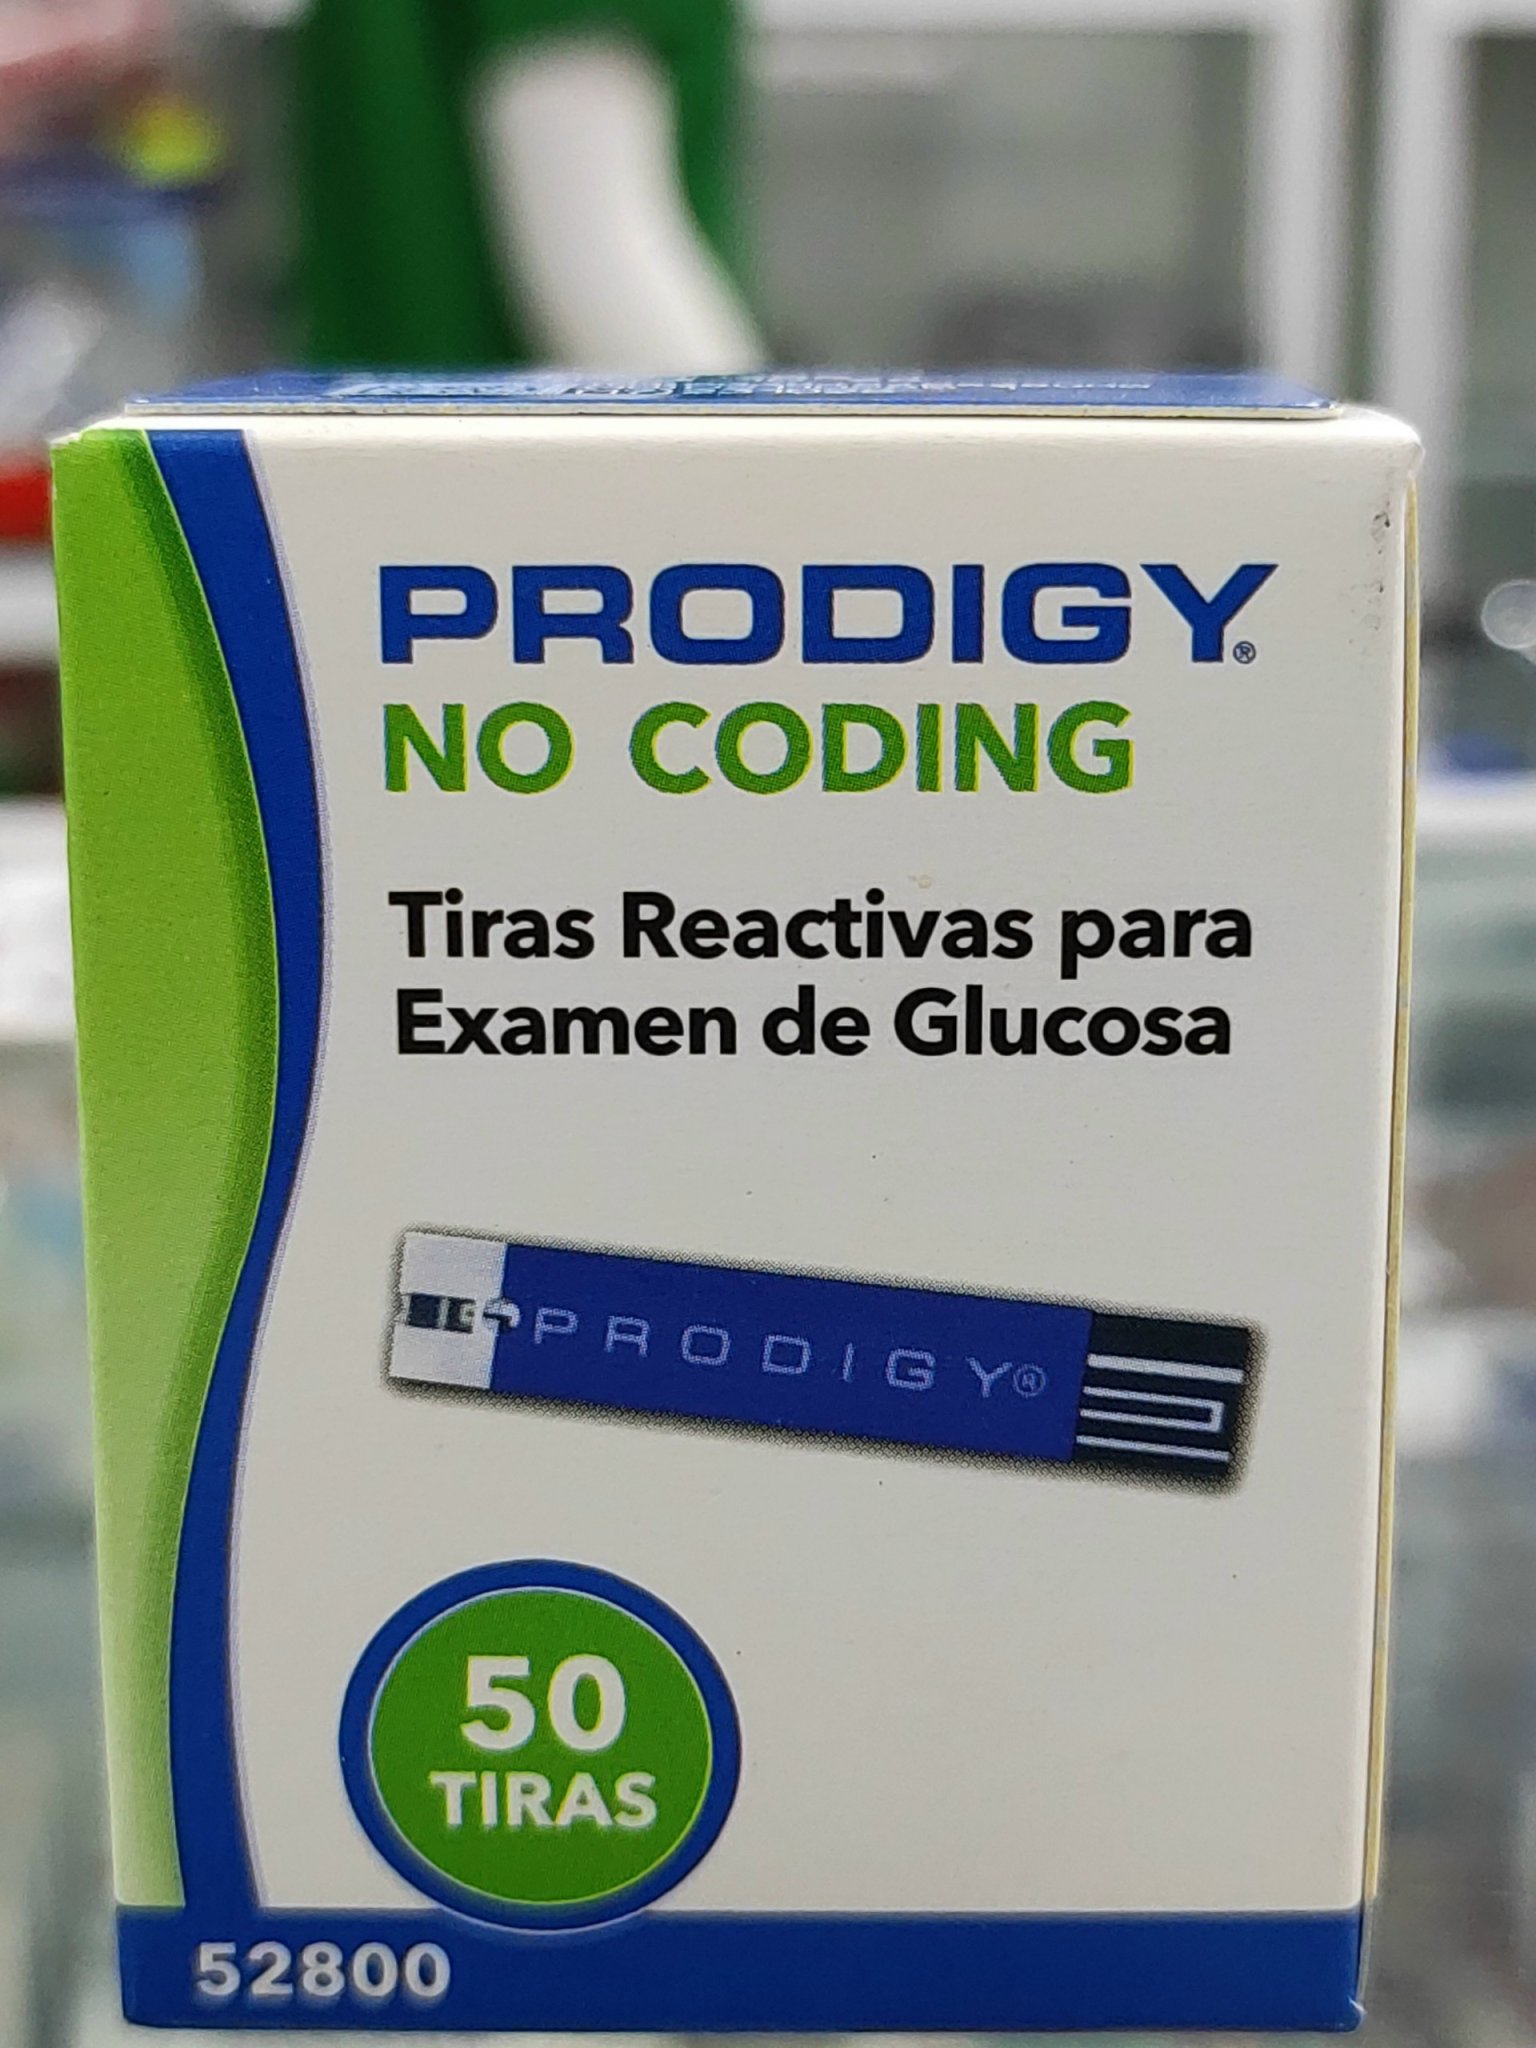 PRODIGY®
NO CODING
Tiras Reactivas para
Examen de Glucosa
PRODIGY®
50
TIRAS
52800